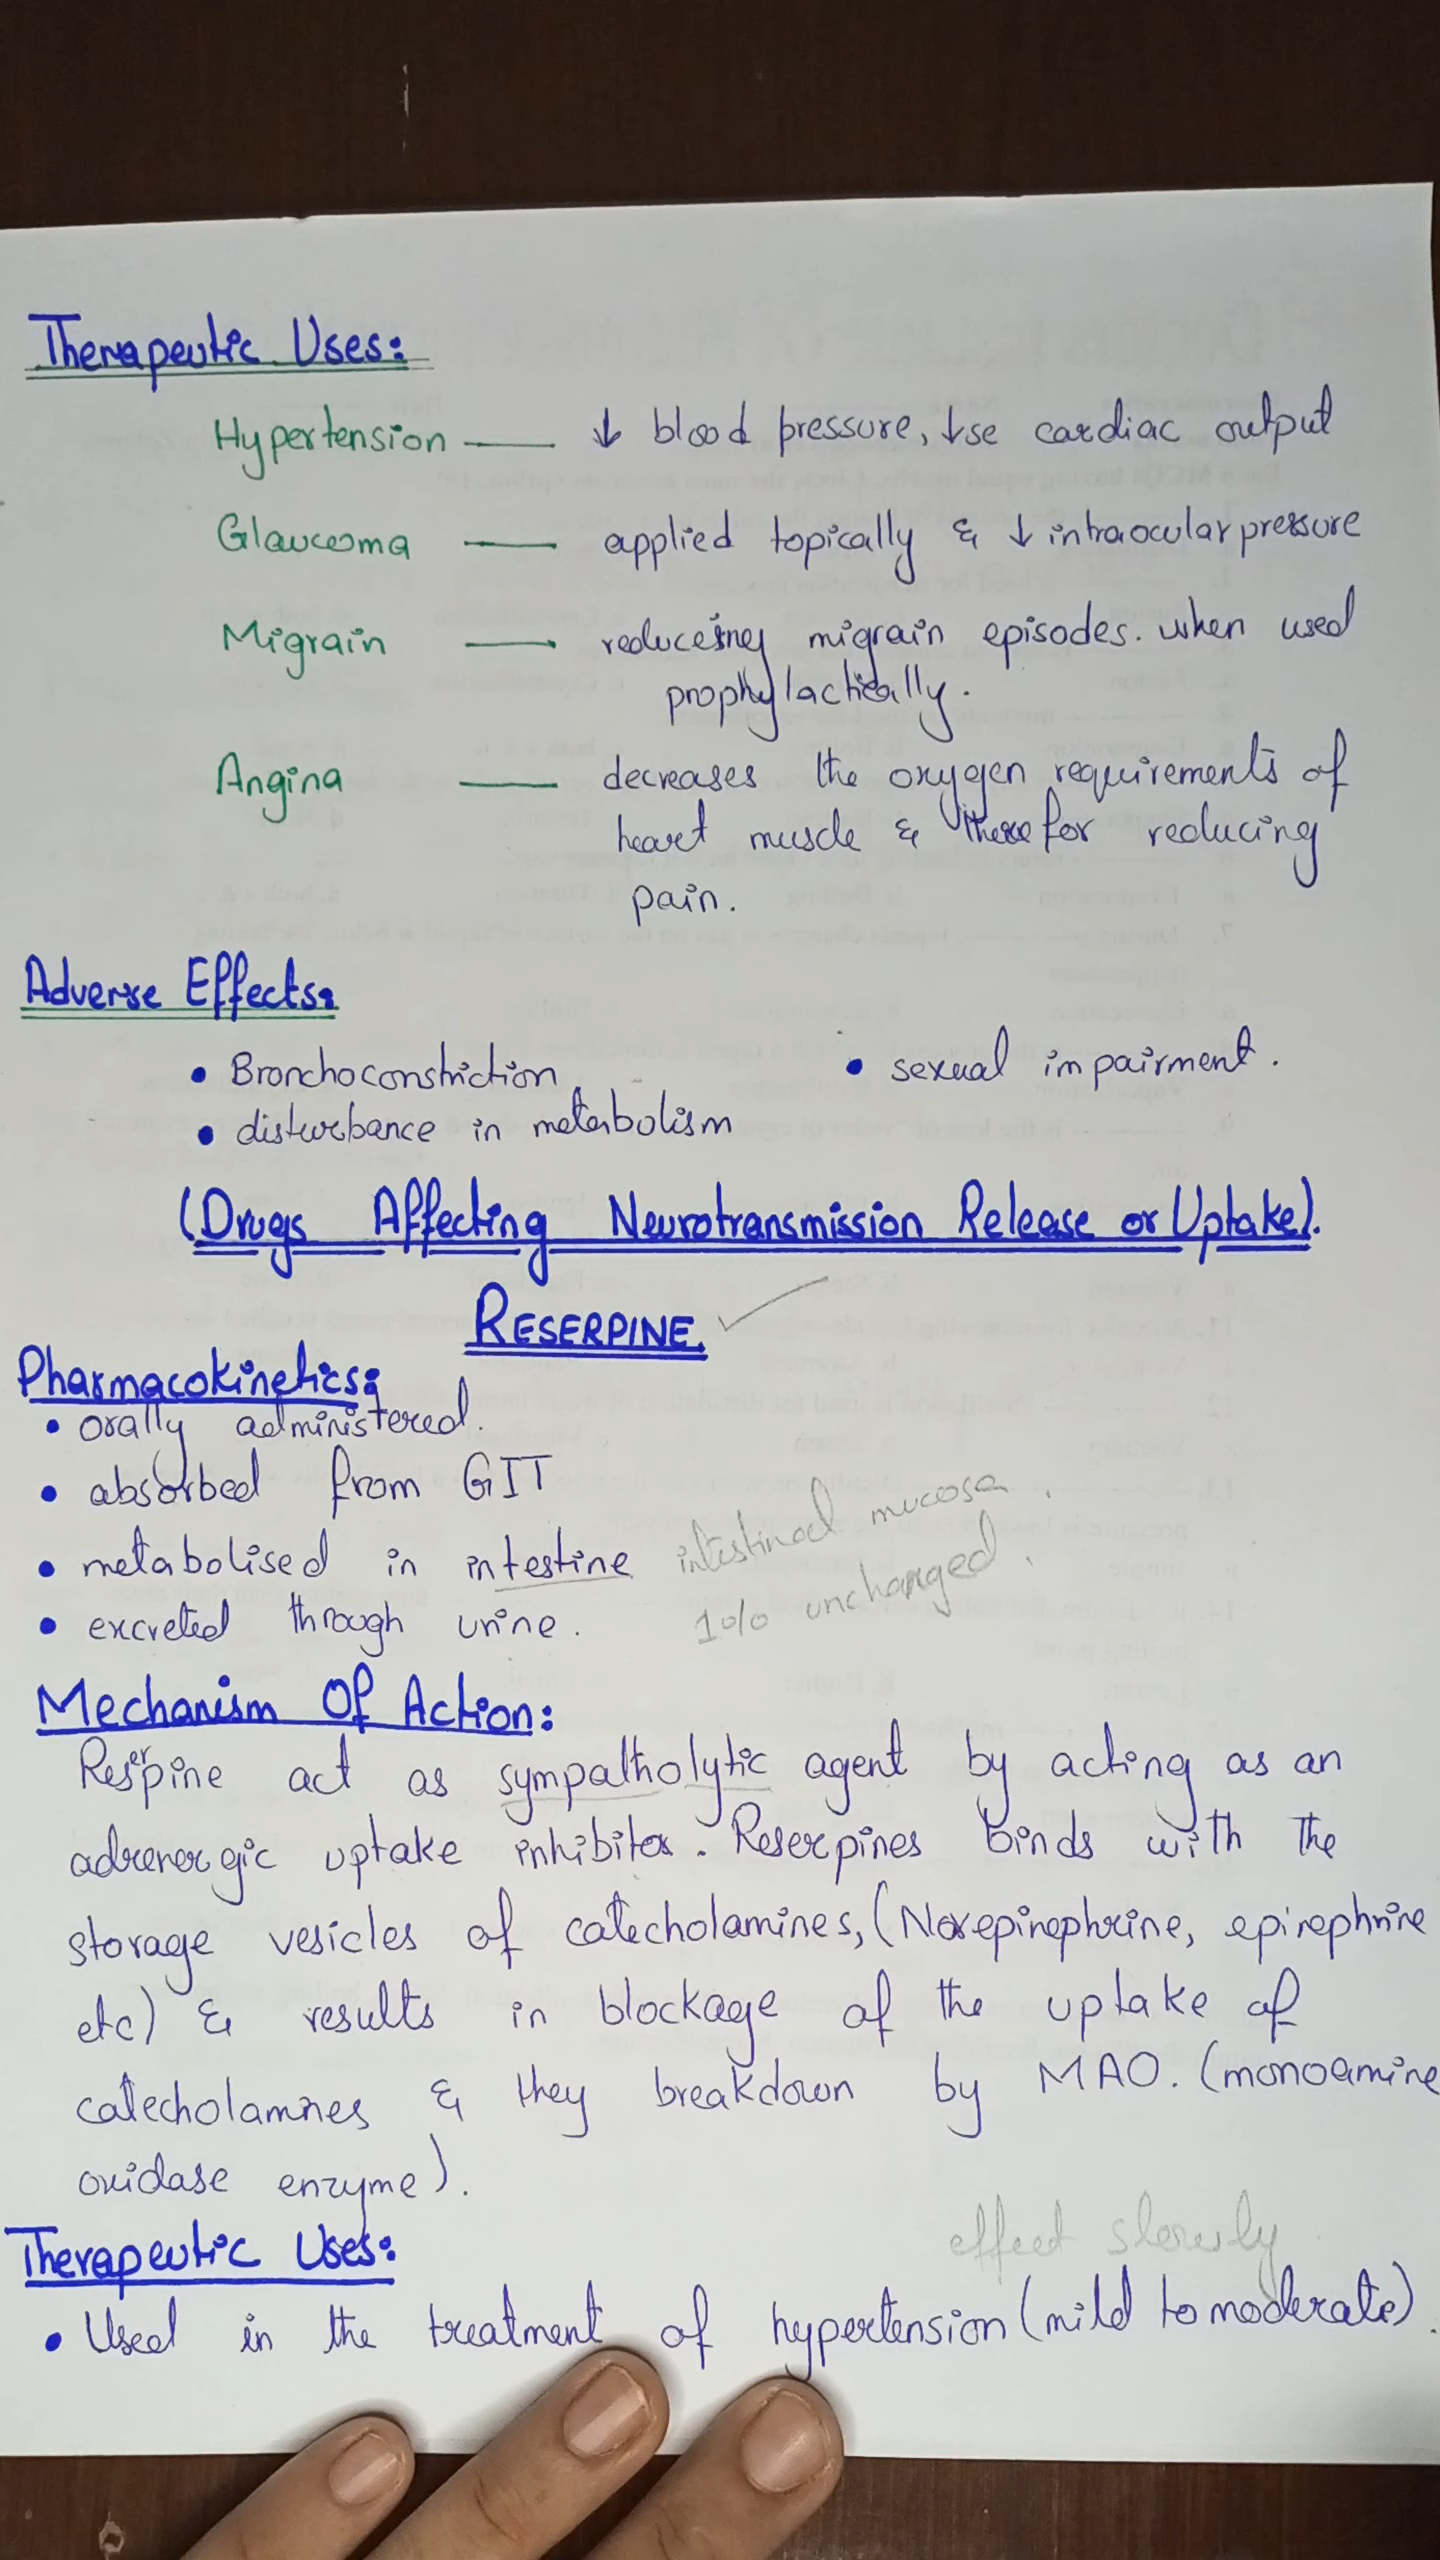 Therapeutic Uses:
Hypertension — ↓ blood pressure, ↓se cardiac output
Glaucoma — applied topically & ↓ intraocular pressure
Migrain — reduceing migrain episodes. when used
prophylactically.
Angina — decreases the oxygen requirements of
heart muscle & therefor reducing
pain.
Adverse Effects:
• Bronchoconstriction • sexual impairment.
• disturbance in metabolism
(Drugs Affecting Neurotransmission Release or Uptake).
RESERPINE.
Pharmacokinetics:
• orally administered.
• absorbed from GIT
• metabolised in intestine intestinal mucosa.
• excreted through urine. 1% unchanged.
Mechanism Of Action:
Reserpine act as sympatholytic agent by acting as an
adrenergic uptake inhibitor. Reserpines binds with the
storage vesicles of catecholamines, (Norepinephrine, epinephrine
etc) & results in blockage of the uptake of
catecholamines & they breakdown by MAO. (monoamine
oxidase enzyme).
effect slowly
Therapeutic Uses:
• Used in the treatment of hypertension (mild to moderate).